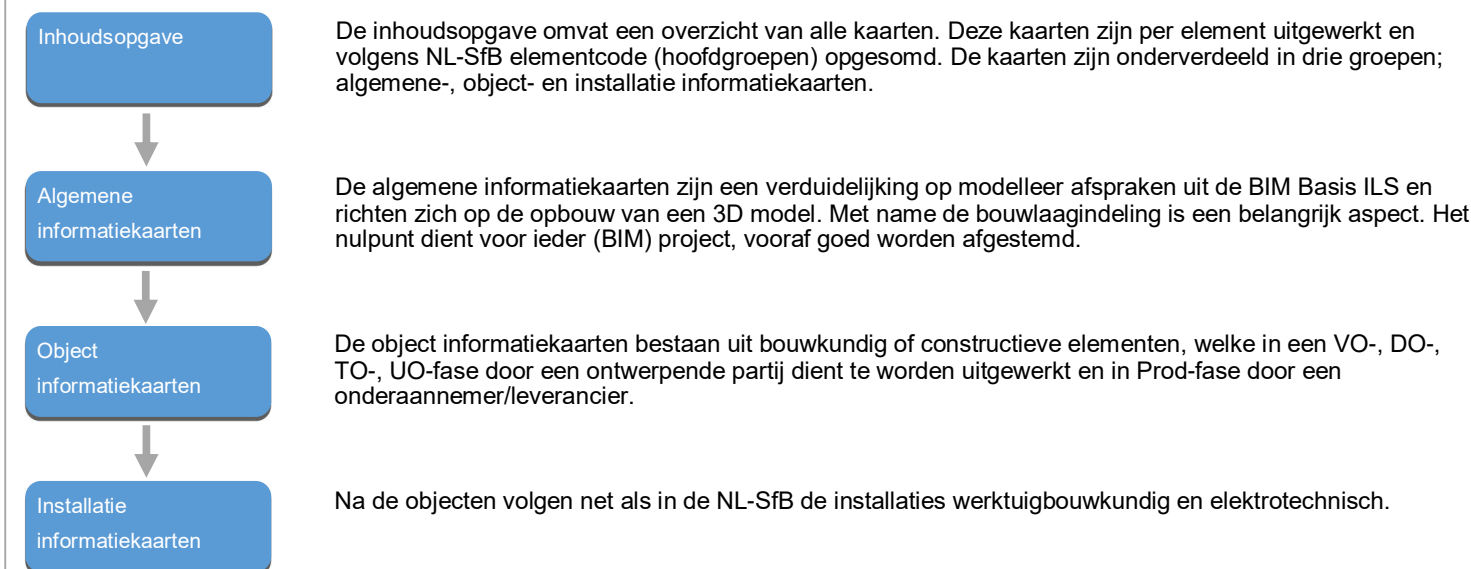 Inhoudsopgave
De inhoudsopgave omvat een overzicht van alle kaarten. Deze kaarten zijn per element uitgewerkt en
volgens NL-SfB elementcode (hoofdgroepen) opgesomd. De kaarten zijn onderverdeeld in drie groepen;
algemene-, object- en installatie informatiekaarten.
Algemene
informatiekaarten
De algemene informatiekaarten zijn een verduidelijking op modelleer afspraken uit de BIM Basis ILS en
richten zich op de opbouw van een 3D model. Met name de bouwlaagindeling is een belangrijk aspect. Het
nulpunt dient voor ieder (BIM) project, vooraf goed worden afgestemd.
Object
informatiekaarten
De object informatiekaarten bestaan uit bouwkundig of constructieve elementen, welke in een VO-, DO-,
TO-, UO-fase door een ontwerpende partij dient te worden uitgewerkt en in Prod-fase door een
onderaannemer/leverancier.
Installatie
informatiekaarten
Na de objecten volgen net als in de NL-SfB de installaties werktuigbouwkundig en elektrotechnisch.